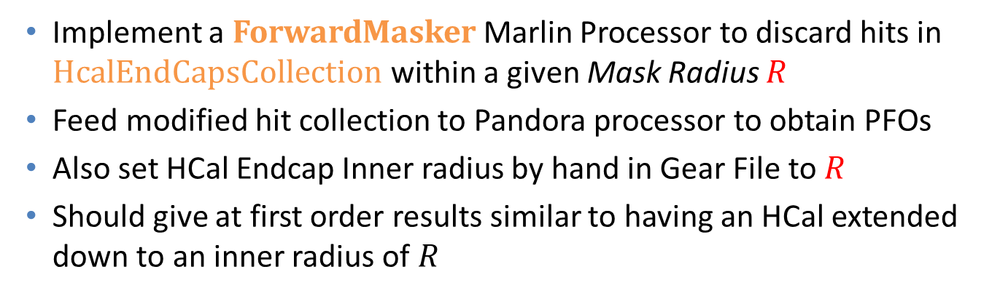 • Implement a ForwardMasker Marlin Processor to discard hits in
HcalEndCapsCollection within a given Mask Radius R
• Feed modified hit collection to Pandora processor to obtain PFOs
• Also set HCal Endcap Inner radius by hand in Gear File to R
• Should give at first order results similar to having an HCal extended
down to an inner radius of R